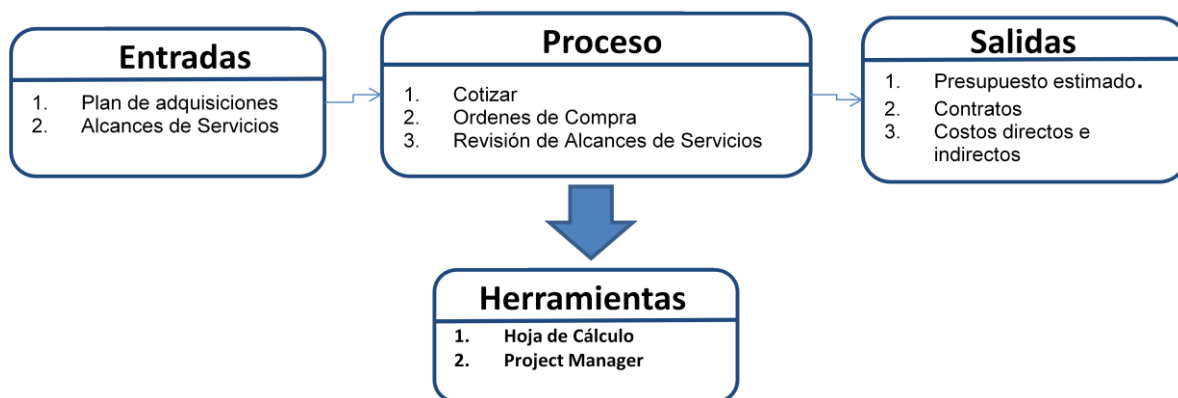 Entradas
1. Plan de adquisiciones
2. Alcances de Servicios
Proceso
1. Cotizar
2. Ordenes de Compra
3. Revisión de Alcances de Servicios
Salidas
1. Presupuesto estimado.
2. Contratos
3. Costos directos e
indirectos
Herramientas
1. Hoja de Cálculo
2. Project Manager